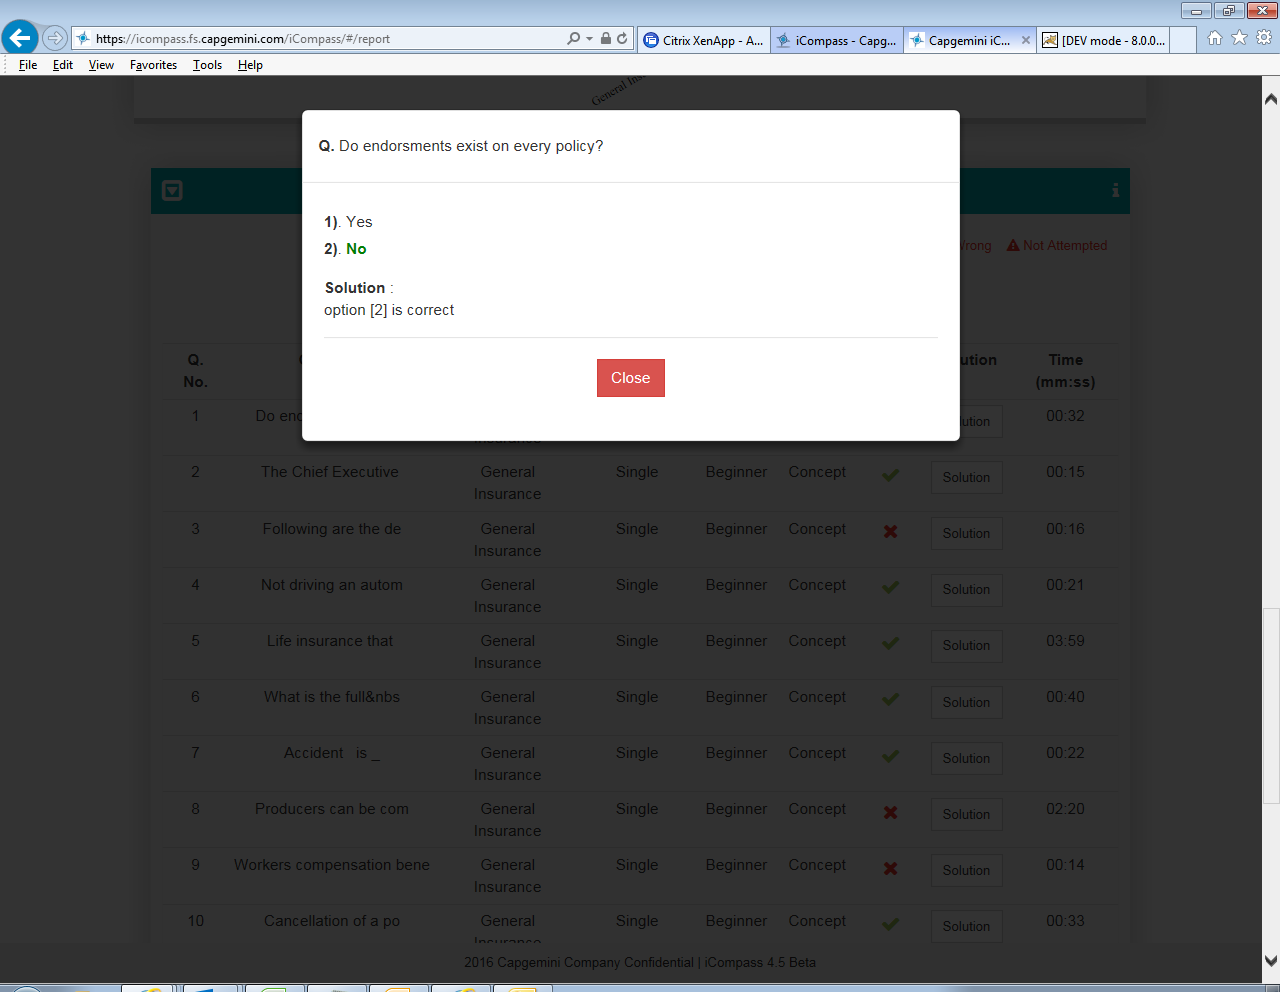 https://icompass.fs.capgemini.com/iCompass/#/report
Citrix XenApp - A...
iCompass - Capg...
Capgemini iC...
[DEV mode - 8.0.0...
File Edit View Favorites Tools Help
Q. Do endorsments exist on every policy?
1). Yes
2). No
Solution :
option [2] is correct
Close
Not Attempted
Q. No. Time (mm:ss)
1 00:32
2 The Chief Executive General Insurance Single Beginner Concept Solution 00:15
3 Following are the de General Insurance Single Beginner Concept Solution 00:16
4 Not driving an autom General Insurance Single Beginner Concept Solution 00:21
5 Life insurance that General Insurance Single Beginner Concept Solution 03:59
6 What is the full&nbs General Insurance Single Beginner Concept Solution 00:40
7 Accident is _ General Insurance Single Beginner Concept Solution 00:22
8 Producers can be com General Insurance Single Beginner Concept Solution 02:20
9 Workers compensation bene General Insurance Single Beginner Concept Solution 00:14
10 Cancellation of a po General Insurance Single Beginner Concept Solution 00:33
2016 Capgemini Company Confidential | iCompass 4.5 Beta